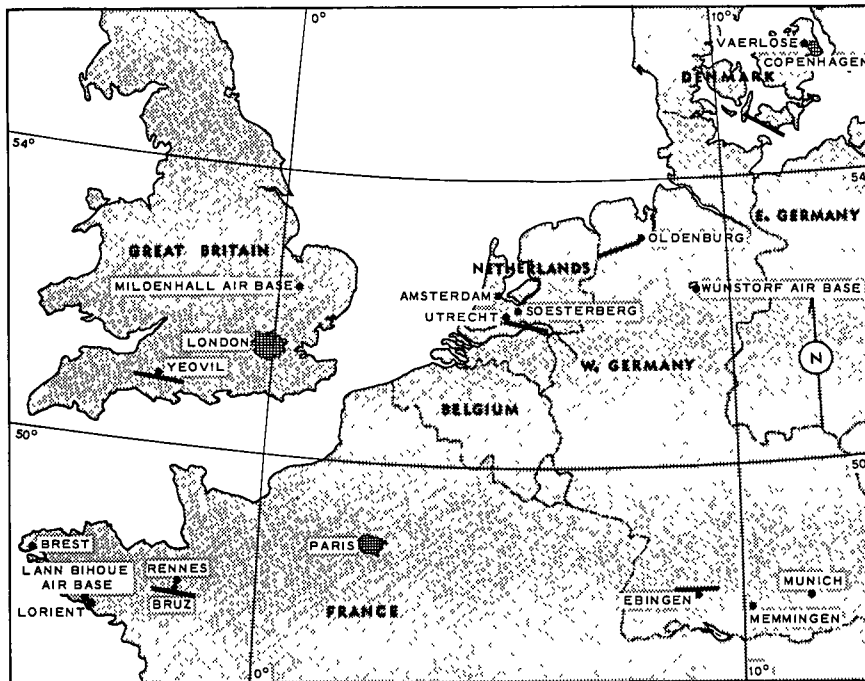 0°
10°
VAERLOSE
COPENHAGEN
DENMARK
54°
54
E. GERMANY
GREAT BRITAIN
OLDENBURG
NETHERLANDS
MILDENHALL AIR BASE
WUNSTORF AIR BASE
AMSTERDAM
SOESTERBERG
UTRECHT
LONDON
N
YEOVIL
W. GERMANY
BELGIUM
50°
50
BREST
PARIS
LANN BIHOUE
AIR BASE
RENNES
BRUZ
LORIENT
FRANCE
EBINGEN
MUNICH
MEMMINGEN
0°
10°